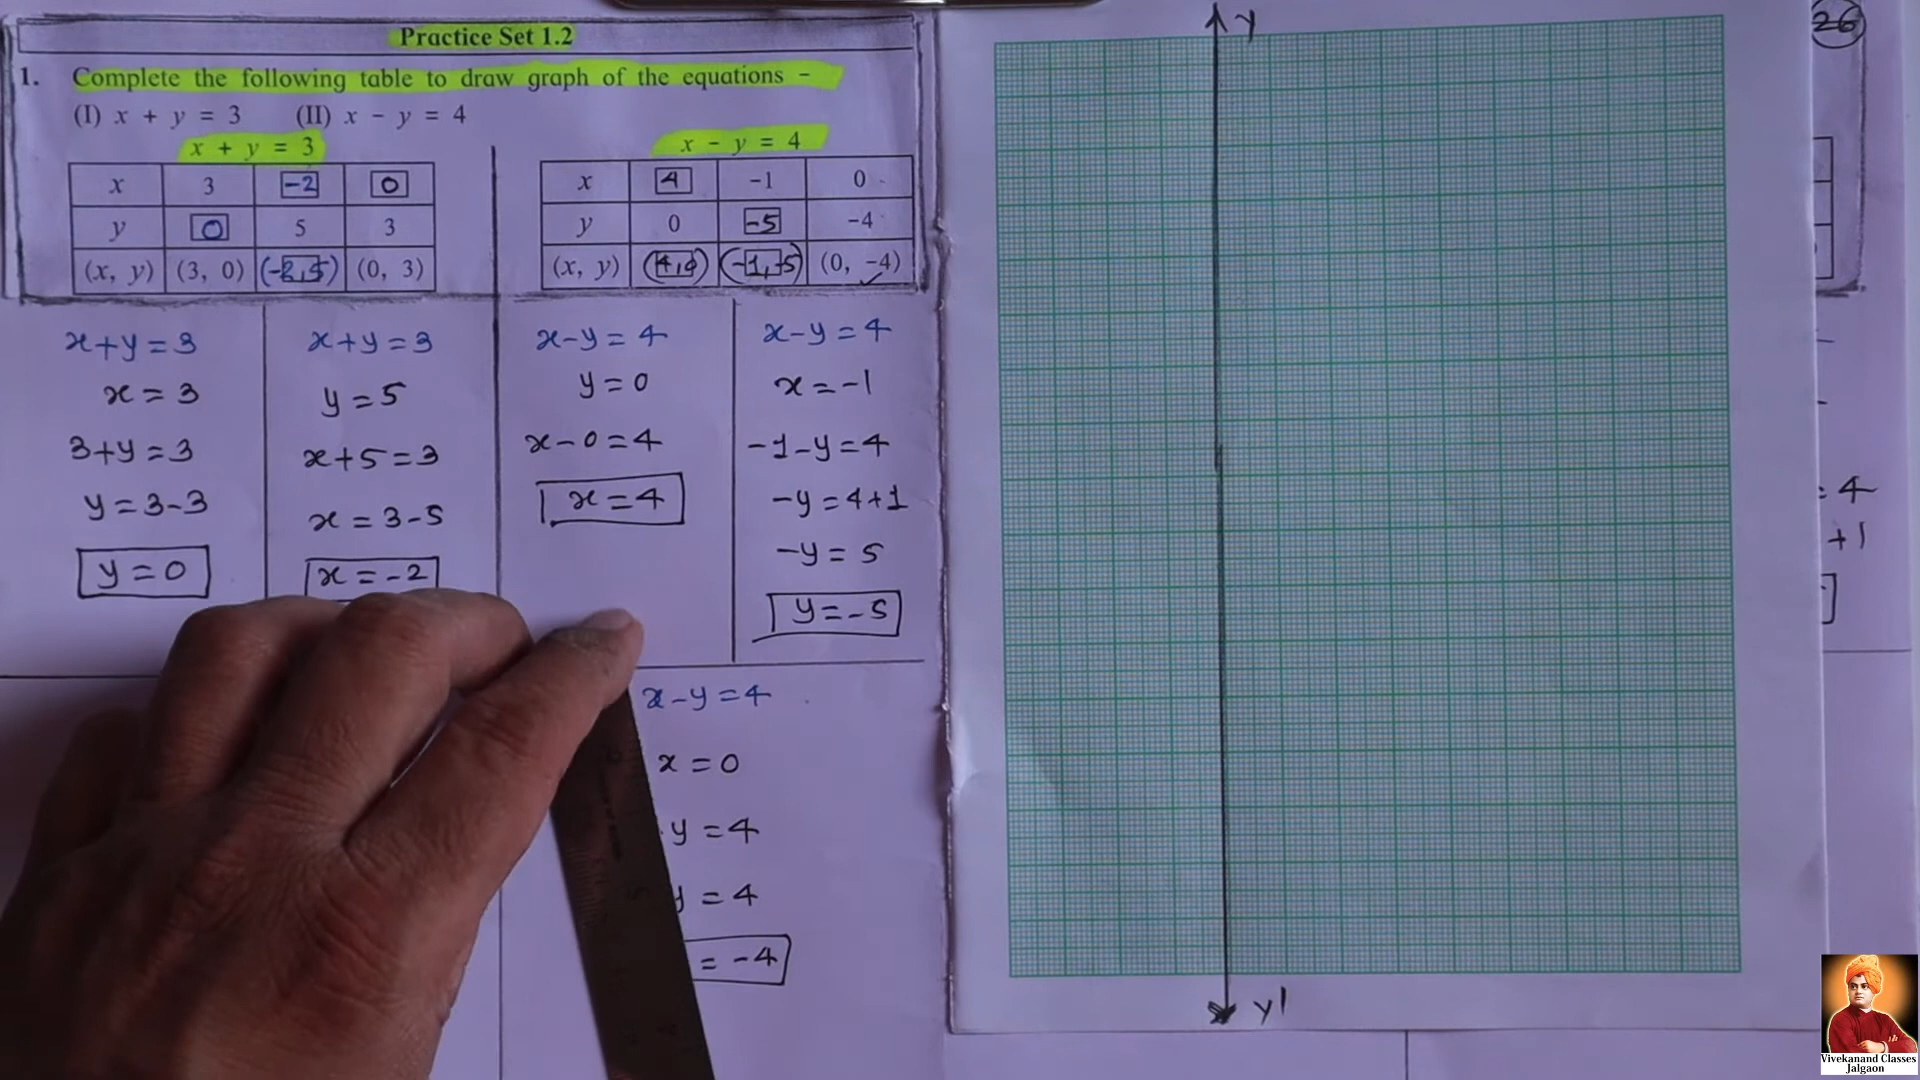 Practice Set 1.2
1. Complete the following table to draw graph of the equations -
(I) x + y = 3 (II) x - y = 4
x + y = 3
x 3 -2 0
y 0 5 3
(x, y) (3, 0) (-2,5) (0, 3)
x - y = 4
x 4 -1 0
y 0 -5 -4
(x, y) (4,0) (-1,-5) (0, -4)
x+y=3
x=3
3+y=3
y=3-3
y=0
x+y=3
y=5
x+5=3
x=3-5
x=-2
x-y=4
y=0
x-0=4
x=4
x-y=4
x=-1
-1-y=4
-y=4+1
-y=5
y=-5
x-y=4
x=0
y=4
y=4
=-4
y
y'
26
=4
+1
Vivekanand Classes
Jalgaon